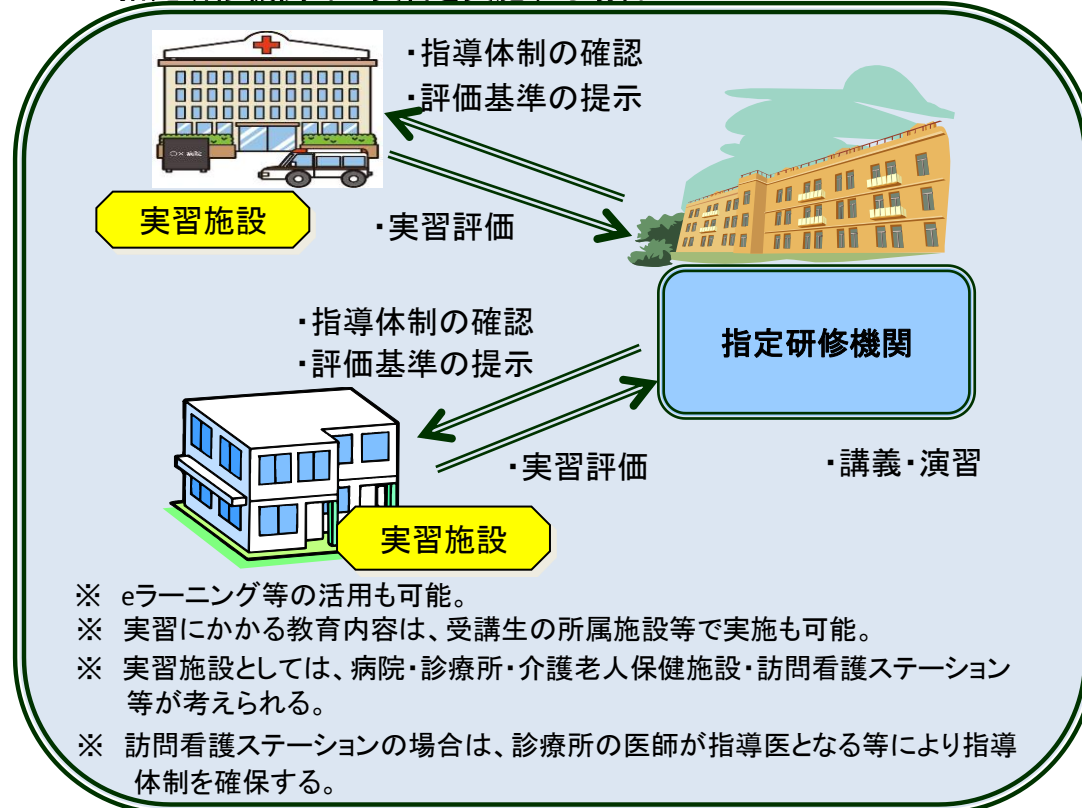 ・指導体制の確認
・評価基準の提示
○× 病院
実習施設
・実習評価
・指導体制の確認
・評価基準の提示
指定研修機関
・実習評価
・講義・演習
実習施設
※ eラーニング等の活用も可能。
※ 実習にかかる教育内容は、受講生の所属施設等で実施も可能。
※ 実習施設としては、病院・診療所・介護老人保健施設・訪問看護ステーション
等が考えられる。
※ 訪問看護ステーションの場合は、診療所の医師が指導医となる等により指導
体制を確保する。